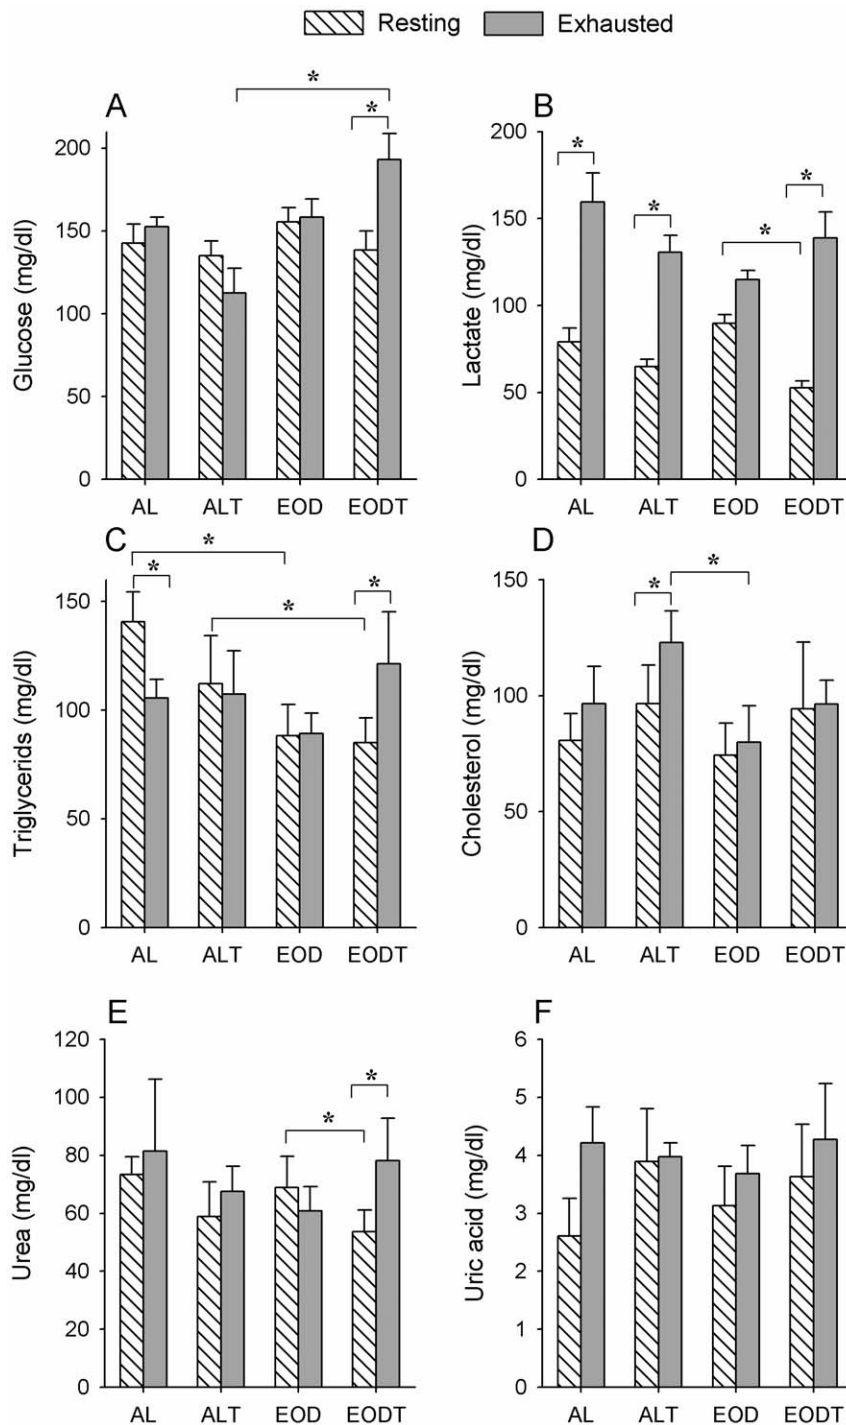 Resting Exhausted
A
*
*
Glucose (mg/dl)
200
150
100
50
0
AL ALT EOD EODT
B
*
*
*
*
Lactate (mg/dl)
200
150
100
50
0
AL ALT EOD EODT
C
*
*
*
*
Triglycerids (mg/dl)
150
100
50
0
AL ALT EOD EODT
D
*
*
Cholesterol (mg/dl)
150
100
50
0
AL ALT EOD EODT
E
*
*
Urea (mg/dl)
120
100
80
60
40
20
0
AL ALT EOD EODT
F
Uric acid (mg/dl)
6
5
4
3
2
1
0
AL ALT EOD EODT